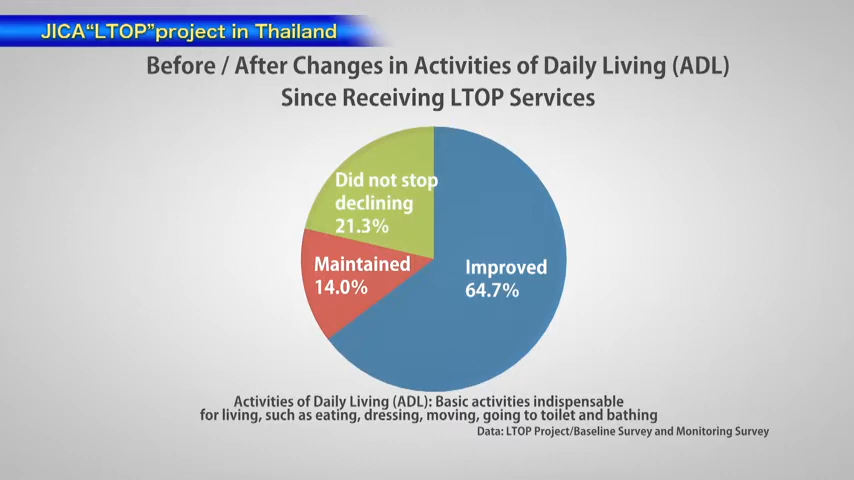 JICA“LTOP”project in Thailand
Before / After Changes in Activities of Daily Living (ADL)
Since Receiving LTOP Services
Did not stop
declining
21.3%
Maintained
14.0%
Improved
64.7%
Activities of Daily Living (ADL): Basic activities indispensable
for living, such as eating, dressing, moving, going to toilet and bathing
Data: LTOP Project/Baseline Survey and Monitoring Survey